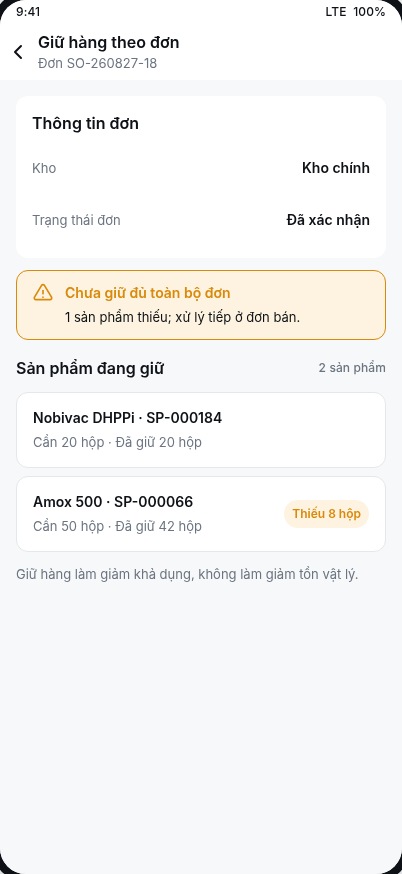 9:41
LTE 100%
Giữ hàng theo đơn
Đơn SO-260827-18
Thông tin đơn
Kho
Kho chính
Trạng thái đơn
Đã xác nhận
Chưa giữ đủ toàn bộ đơn
1 sản phẩm thiếu; xử lý tiếp ở đơn bán.
Sản phẩm đang giữ
2 sản phẩm
Nobivac DHPPi · SP-000184
Cần 20 hộp · Đã giữ 20 hộp
Amox 500 · SP-000066
Cần 50 hộp · Đã giữ 42 hộp
Thiếu 8 hộp
Giữ hàng làm giảm khả dụng, không làm giảm tồn vật lý.